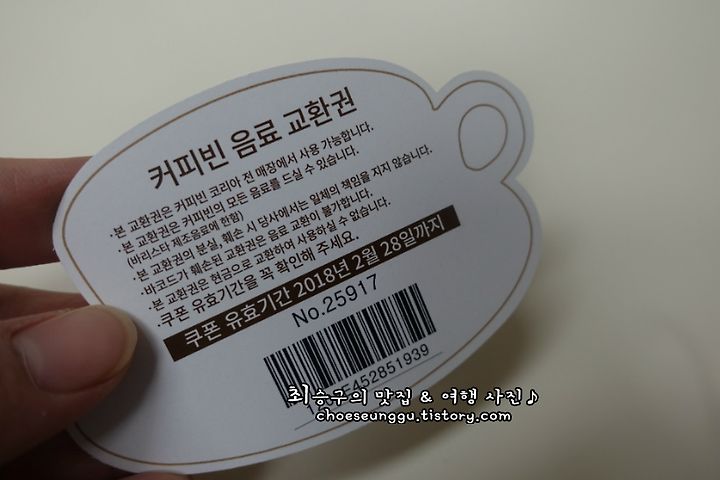 커피빈 음료 교환권
·본 교환권은 커피빈 코리아 전 매장에서 사용 가능합니다.
·본 교환권은 커피빈의 모든 음료를 드실 수 있습니다.
(바리스타 제조음료에 한함)
·본 교환권의 분실, 훼손 시 당사에서는 일체의 책임을 지지 않습니다.
·바코드가 훼손된 교환권은 음료 교환이 불가합니다.
·본 교환권은 현금으로 교환하여 사용하실 수 없습니다.
·쿠폰 유효기간을 꼭 확인해 주세요.
쿠폰 유효기간 2018년 2월 28일까지
No.25917
452851939
최승구의 맛집 & 여행 사진♪
choeseunggu.tistory.com